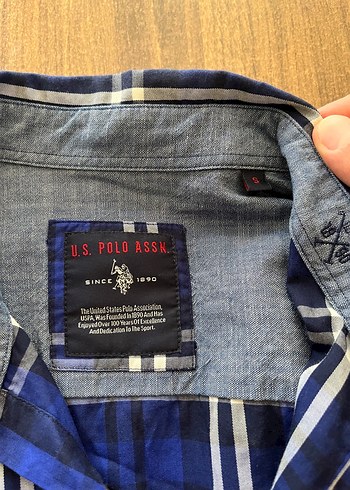 S
U.S. POLO ASSN.
SINCE 1890
The United States Polo Association,
USPA, Was Founded In 1890 And Has
Enjoyed Over 100 Years Of Excellence
And Dedication To The Sport.